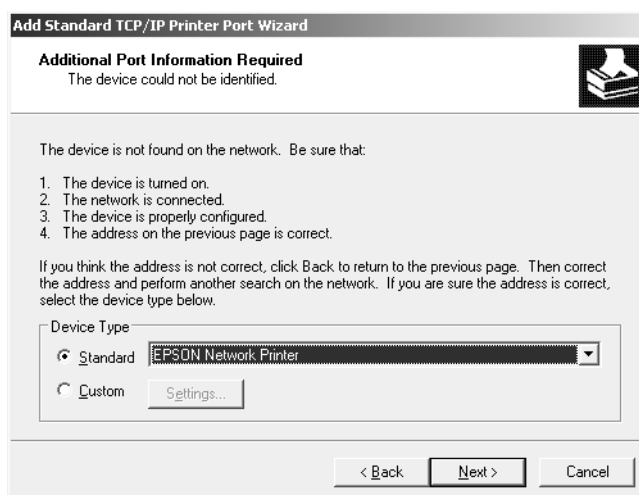 Add Standard TCP/IP Printer Port Wizard
Additional Port Information Required
The device could not be identified.
The device is not found on the network.  Be sure that:
1.  The device is turned on.
2.  The network is connected.
3.  The device is properly configured.
4.  The address on the previous page is correct.
If you think the address is not correct, click Back to return to the previous page.  Then correct
the address and perform another search on the network.  If you are sure the address is correct,
select the device type below.
Device Type
Standard EPSON Network Printer
Custom Settings...
< Back Next > Cancel